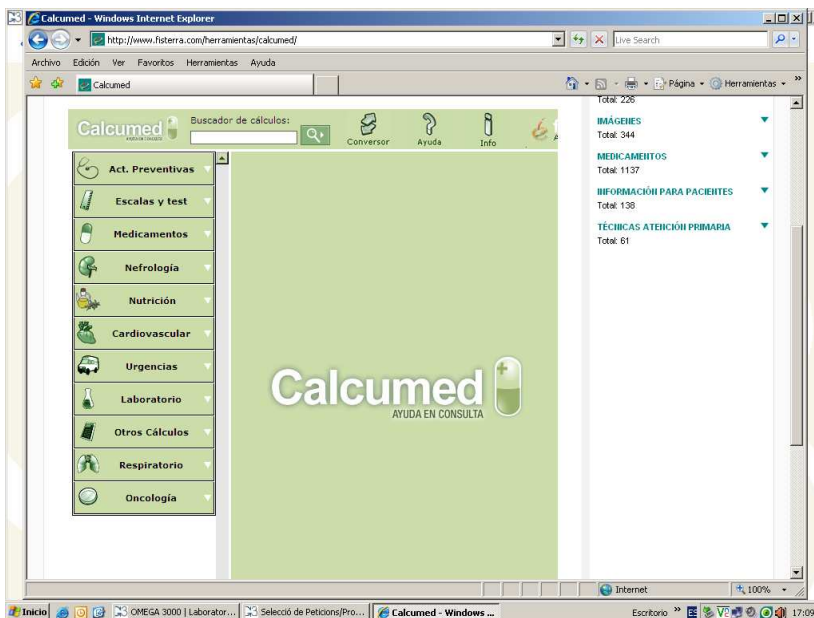 Calcumed - Windows Internet Explorer
http://www.fisterra.com/herramientas/calcumed/
Live Search
Archivo Edición Ver Favoritos Herramientas Ayuda
Calcumed
Página Herramientas
Total: 226
Calcumed
Buscador de cálculos:
Conversor Ayuda Info
IMÁGENES
Total: 344
MEDICAMENTOS
Total: 1137
INFORMACIÓN PARA PACIENTES
Total: 138
TÉCNICAS ATENCIÓN PRIMARIA
Total: 61
Act. Preventivas
Escalas y test
Medicamentos
Nefrología
Nutrición
Cardiovascular
Urgencias
Laboratorio
Otros Cálculos
Respiratorio
Oncología
Calcumed
AYUDA EN CONSULTA
Internet
100%
Inicio
OMEGA 3000 | Laborator...
Selecció de Peticions/Pro...
Calcumed - Windows ...
Escritorio
ES
17:09